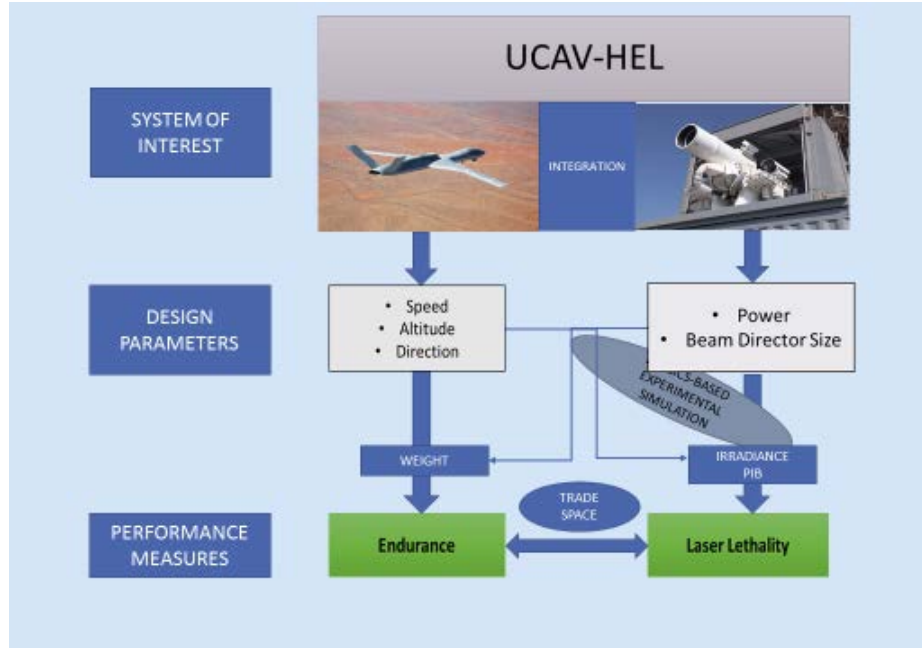 UCAV-HEL
SYSTEM OF
INTEREST
INTEGRATION
DESIGN
PARAMETERS
• Speed
• Altitude
• Direction
• Power
• Beam Director Size
EXPERIMENTAL
SIMULATION
WEIGHT
IRRADIANCE
PIB
TRADE
SPACE
PERFORMANCE
MEASURES
Endurance
Laser Lethality